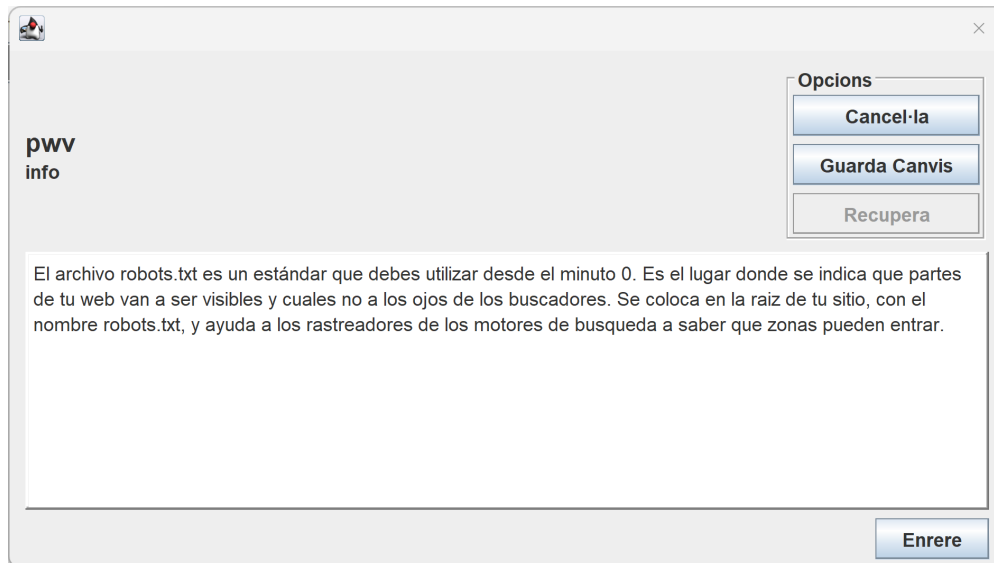 Opcions
Cancel·la
pwv
Guarda Canvis
info
Recupera
El archivo robots.txt es un estándar que debes utilizar desde el minuto 0. Es el lugar donde se indica que partes
de tu web van a ser visibles y cuales no a los ojos de los buscadores. Se coloca en la raiz de tu sitio, con el
nombre robots.txt, y ayuda a los rastreadores de los motores de busqueda a saber que zonas pueden entrar.
Enrere